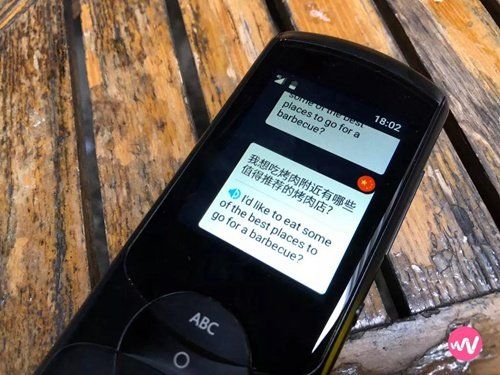 18:02
some of the best
places to go for a
barbecue?
我想吃烤肉附近有哪些
值得推荐的烤肉店?
I'd like to eat some
of the best places to
go for a barbecue?
ABC